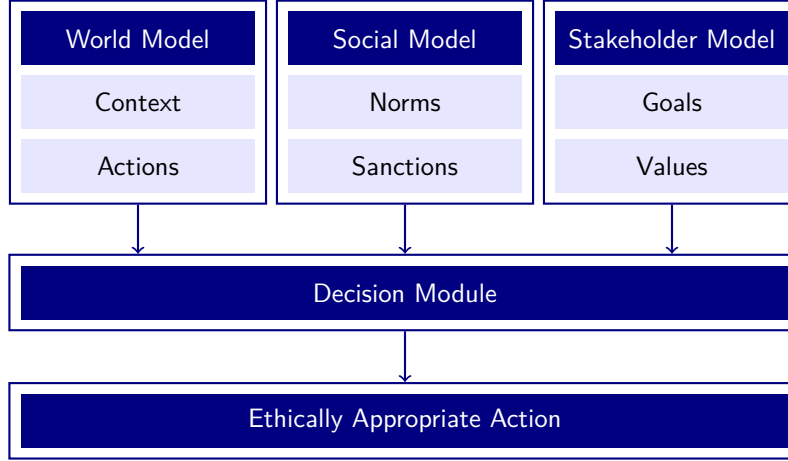 World Model
Context
Actions
Social Model
Norms
Sanctions
Stakeholder Model
Goals
Values
Decision Module
Ethically Appropriate Action